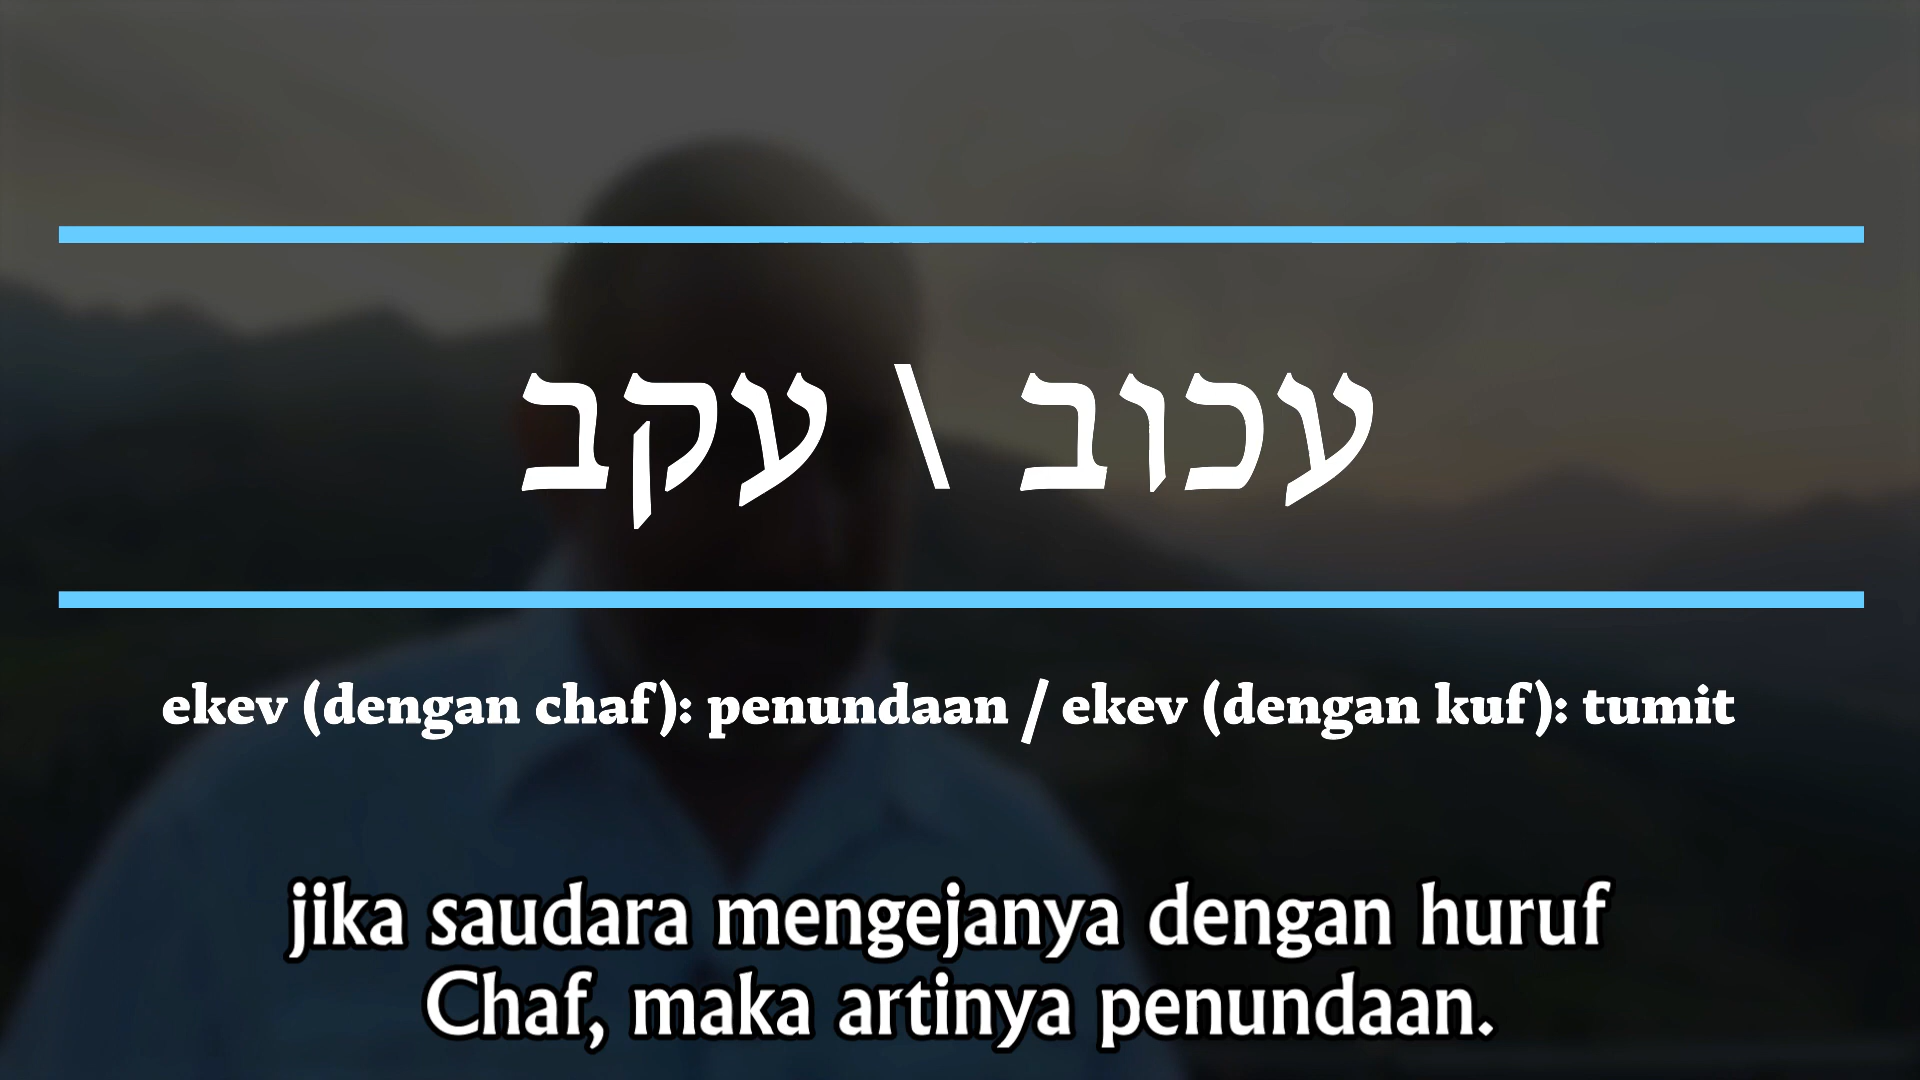 עכוב \ עקב
ekev (dengan chaf): penundaan / ekev (dengan kuf): tumit
jika saudara mengejanya dengan huruf
Chaf, maka artinya penundaan.